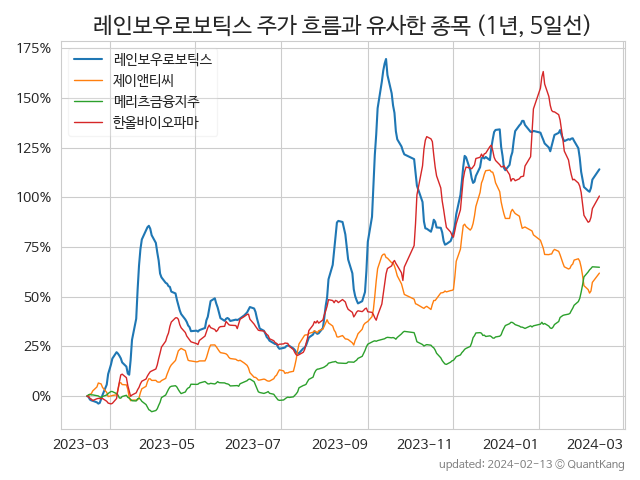 레인보우로보틱스 주가 흐름과 유사한 종목 (1년, 5일선)
175%
150%
125%
100%
75%
50%
25%
0%
레인보우로보틱스
제이앤티씨
메리츠금융지주
한올바이오파마
2023-03 2023-05 2023-07 2023-09 2023-11 2024-01 2024-03
updated: 2024-02-13 © QuantKang